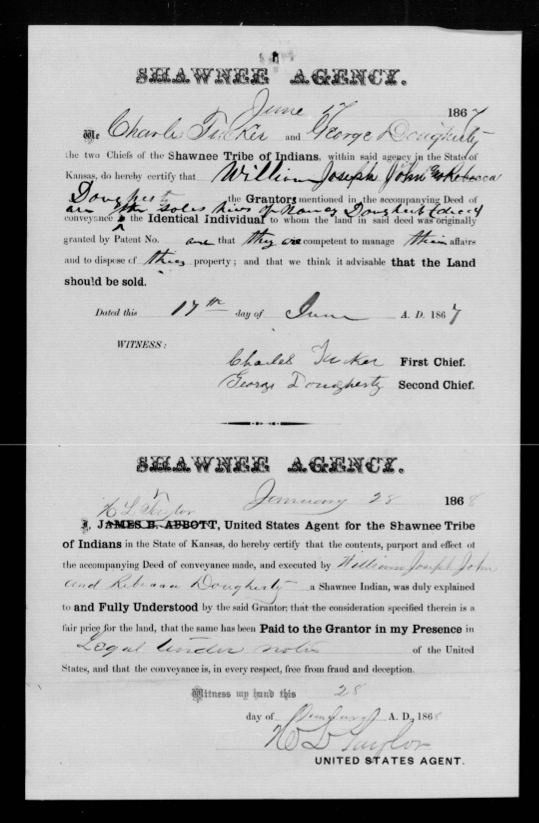 SHAWNEE AGENCY.
June 17 1867
We Charles Tucker and George Dougherty
the two Chiefs of the Shawnee Tribe of Indians, within said agency in the State of
Kansas, do hereby certify that William Joseph John & Rebecca
Dougherty the Grantors mentioned in the accompanying Deed of
are the soles heirs of Nancy Dougherty (dec'd)
conveyance the Identical Individual to whom the land in said deed was originally
granted by Patent No. and that they are competent to manage their affairs
and to dispose of their property; and that we think it advisable that the Land
should be sold.
Dated this 17th day of June A. D. 1867
WITNESS:
Charles Tucker First Chief.
George Dougherty Second Chief.
SHAWNEE AGENCY.
January 28 1868
H L Taylor
I, JAMES B. ABBOTT, United States Agent for the Shawnee Tribe
of Indians in the State of Kansas, do hereby certify that the contents, purport and effect of
the accompanying Deed of conveyance made, and executed by William Joseph John
and Rebecca Dougherty a Shawnee Indian, was duly explained
to and Fully Understood by the said Grantor; that the consideration specified therein is a
fair price for the land, that the same has been Paid to the Grantor in my Presence in
Legal tender notes of the United
States, and that the conveyance is, in every respect, free from fraud and deception.
Witness my hand this 28
day of January A. D., 1868
H L Taylor
UNITED STATES AGENT.